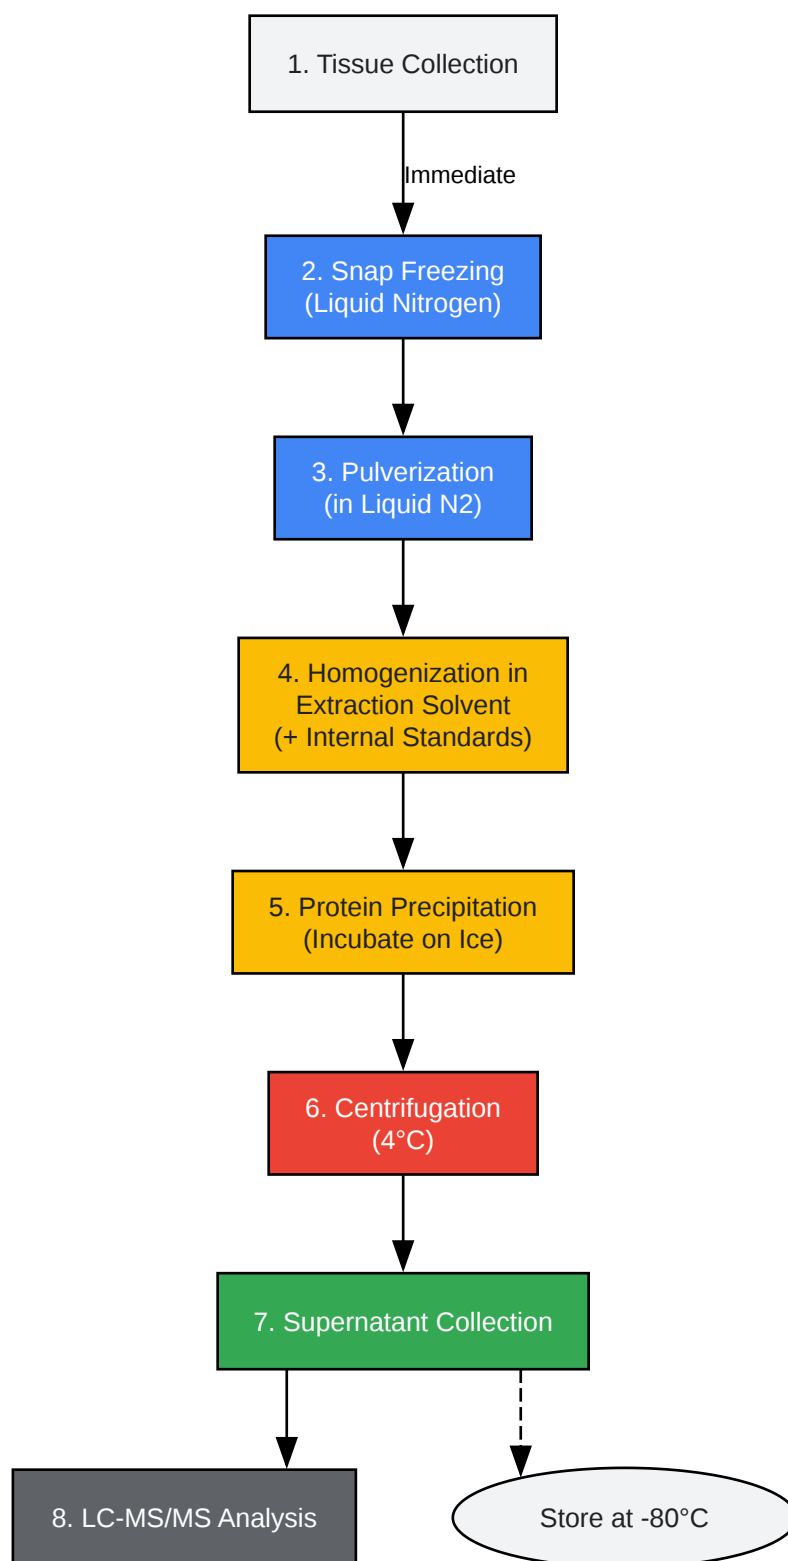 1. Tissue Collection
Immediate
2. Snap Freezing
(Liquid Nitrogen)
3. Pulverization
(in Liquid N2)
4. Homogenization in
Extraction Solvent
(+ Internal Standards)
5. Protein Precipitation
(Incubate on Ice)
6. Centrifugation
(4°C)
7. Supernatant Collection
8. LC-MS/MS Analysis
Store at -80°C